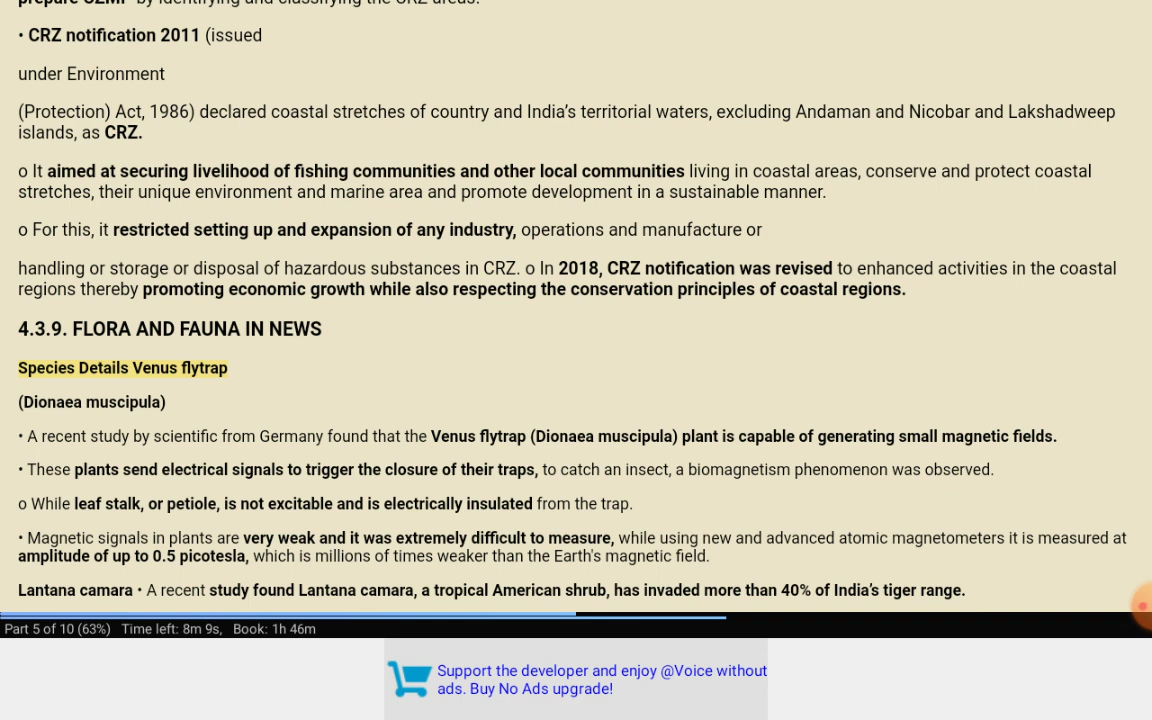 prepare CZMP by identifying and classifying the CRZ areas.
• CRZ notification 2011 (issued
under Environment
(Protection) Act, 1986) declared coastal stretches of country and India’s territorial waters, excluding Andaman and Nicobar and Lakshadweep
islands, as CRZ.
o It aimed at securing livelihood of fishing communities and other local communities living in coastal areas, conserve and protect coastal
stretches, their unique environment and marine area and promote development in a sustainable manner.
o For this, it restricted setting up and expansion of any industry, operations and manufacture or
handling or storage or disposal of hazardous substances in CRZ. o In 2018, CRZ notification was revised to enhanced activities in the coastal
regions thereby promoting economic growth while also respecting the conservation principles of coastal regions.
4.3.9. FLORA AND FAUNA IN NEWS
Species Details Venus flytrap
(Dionaea muscipula)
• A recent study by scientific from Germany found that the Venus flytrap (Dionaea muscipula) plant is capable of generating small magnetic fields.
• These plants send electrical signals to trigger the closure of their traps, to catch an insect, a biomagnetism phenomenon was observed.
o While leaf stalk, or petiole, is not excitable and is electrically insulated from the trap.
• Magnetic signals in plants are very weak and it was extremely difficult to measure, while using new and advanced atomic magnetometers it is measured at
amplitude of up to 0.5 picotesla, which is millions of times weaker than the Earth's magnetic field.
Lantana camara • A recent study found Lantana camara, a tropical American shrub, has invaded more than 40% of India’s tiger range.
Part 5 of 10 (63%) Time left: 8m 9s, Book: 1h 46m
Support the developer and enjoy @Voice without
ads. Buy No Ads upgrade!